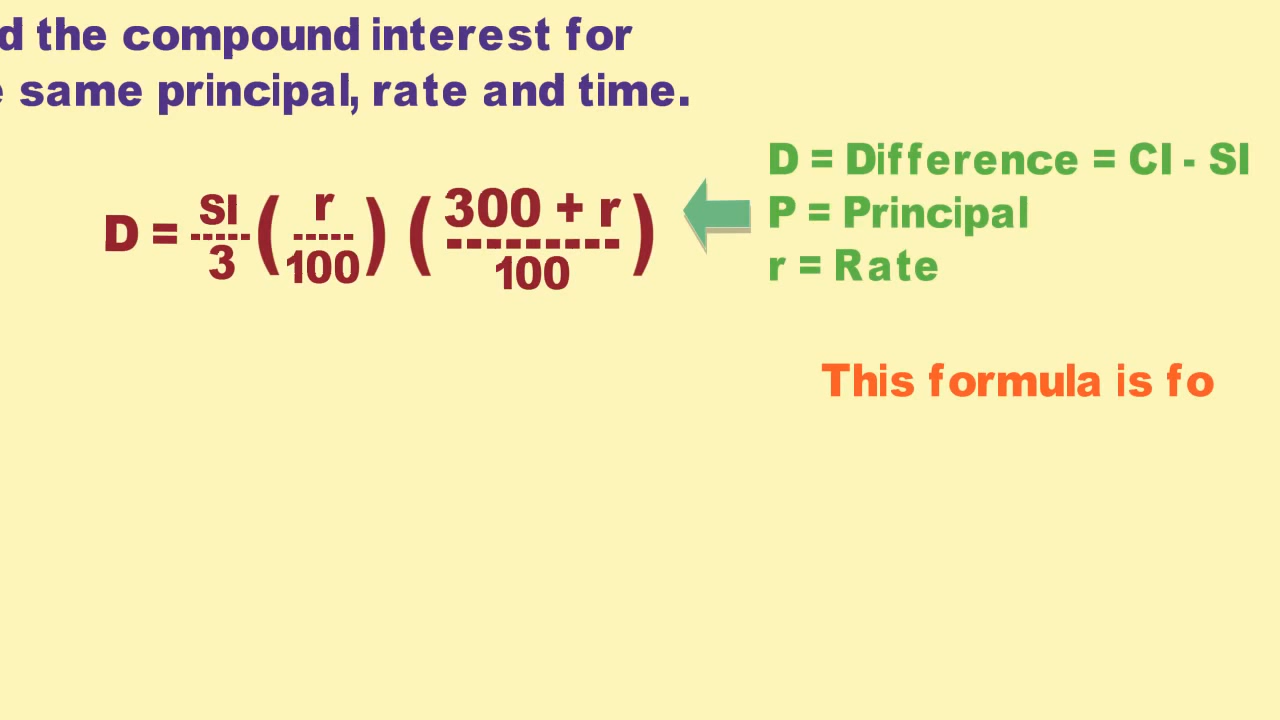 d the compound interest for
e same principal, rate and time.
D = SI/3 (r/100) (300 + r/100)
D = Difference = CI - SI
P = Principal
r = Rate
This formula is fo